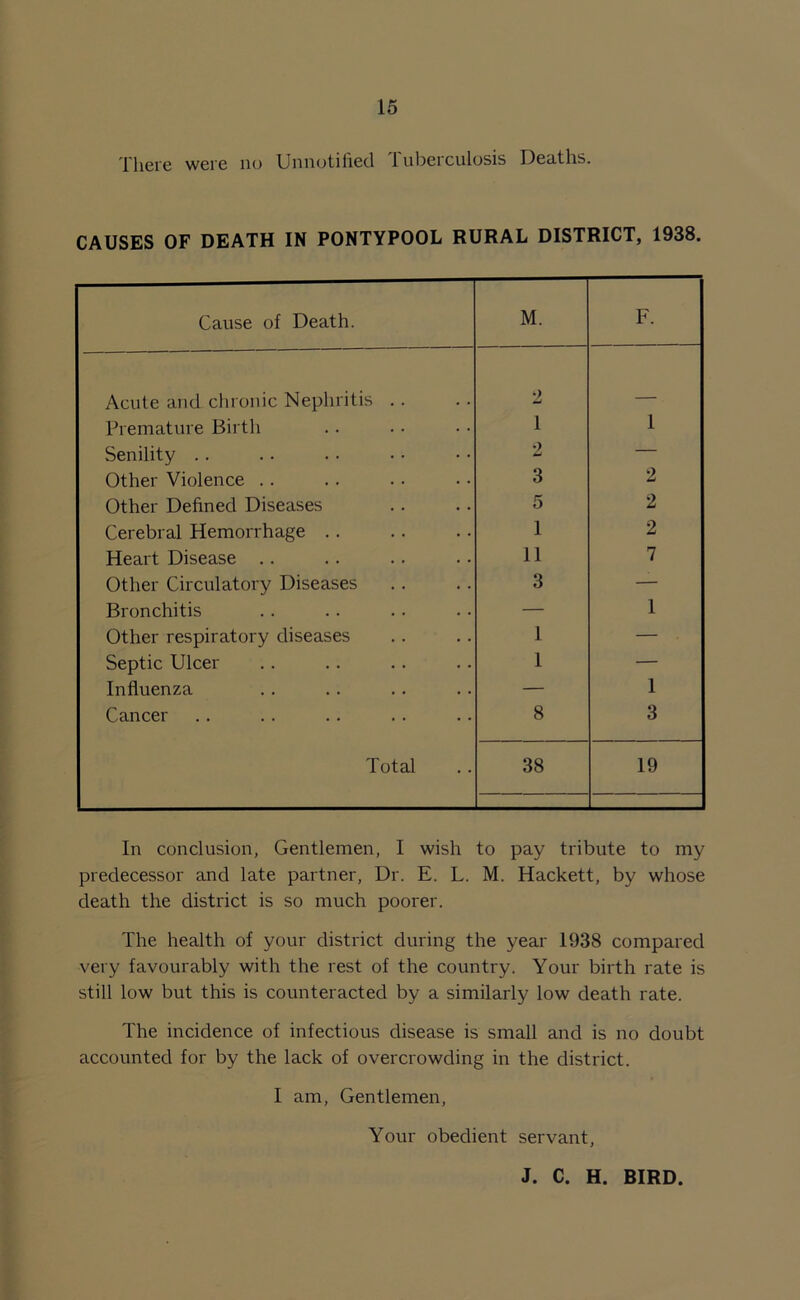 15
There were no Unnotified Tuberculosis Deaths.
CAUSES OF DEATH IN PONTYPOOL RURAL DISTRICT, 1938.
Cause of Death. M. F.
Acute and chronic Nephritis .. .. 2 —
Premature Birth .. .. .. 1 1
Senility .. .. .. .. .. 2 —
Other Violence .. .. .. .. 3 2
Other Defined Diseases .. .. 5 2
Cerebral Hemorrhage .. .. .. 1 2
Heart Disease .. .. .. .. 11 7
Other Circulatory Diseases .. .. 3 —
Bronchitis .. .. .. .. — 1
Other respiratory diseases .. .. 1 —
Septic Ulcer .. .. .. .. 1 —
Influenza .. .. .. .. — 1
Cancer .. .. .. .. .. 8 3
Total .. 38 19
In conclusion, Gentlemen, I wish to pay tribute to my
predecessor and late partner, Dr. E. L. M. Hackett, by whose
death the district is so much poorer.
The health of your district during the year 1938 compared
very favourably with the rest of the country. Your birth rate is
still low but this is counteracted by a similarly low death rate.
The incidence of infectious disease is small and is no doubt
accounted for by the lack of overcrowding in the district.
I am, Gentlemen,
Your obedient servant,
J. C. H. BIRD.